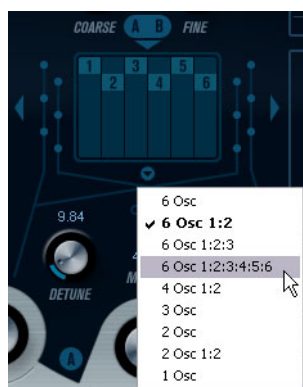 COARSE A B FINE
1 3 5
2 4 6
9.84
DETUNE
A
6 Osc
✓ 6 Osc 1:2
6 Osc 1:2:3
6 Osc 1:2:3:4:5:6
4 Osc 1:2
3 Osc
2 Osc
2 Osc 1:2
1 Osc